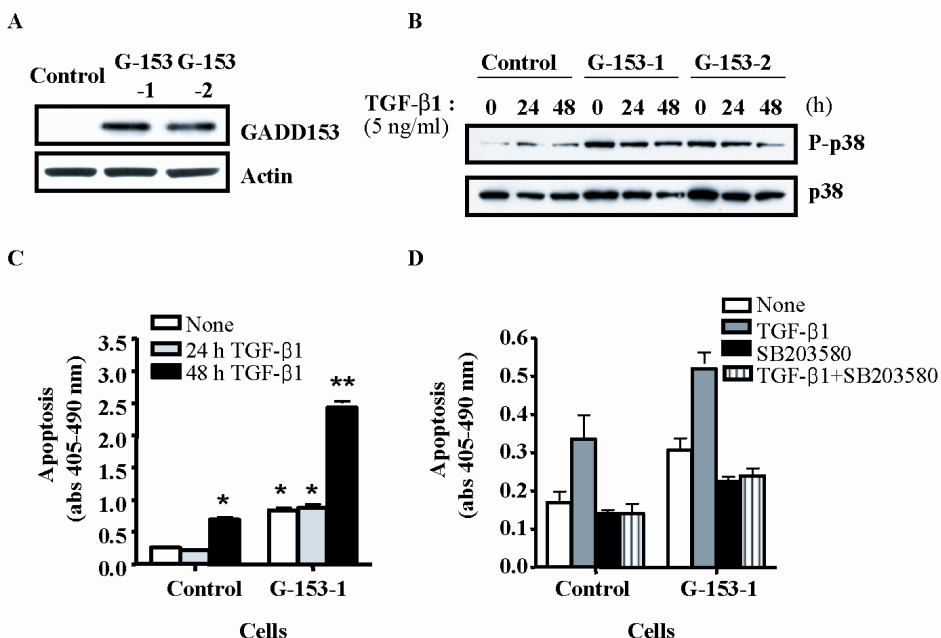 A
Control
G-153 G-153
-1 -2
GADD153
Actin
B
Control G-153-1 G-153-2
TGF-β1 : 0 24 48 0 24 48 0 24 48 (h)
(5 ng/ml)
P-p38
p38
C
None
24 h TGF-β1
48 h TGF-β1
Apoptosis
(abs 405-490 nm)
3.5
3.0
2.5
2.0
1.5
1.0
0.5
0.0
*
* *
**
Control G-153-1
Cells
D
None
TGF-β1
SB203580
TGF-β1+SB203580
Apoptosis
(abs 405-490 nm)
0.6
0.5
0.4
0.3
0.2
0.1
0.0
Control G-153-1
Cells